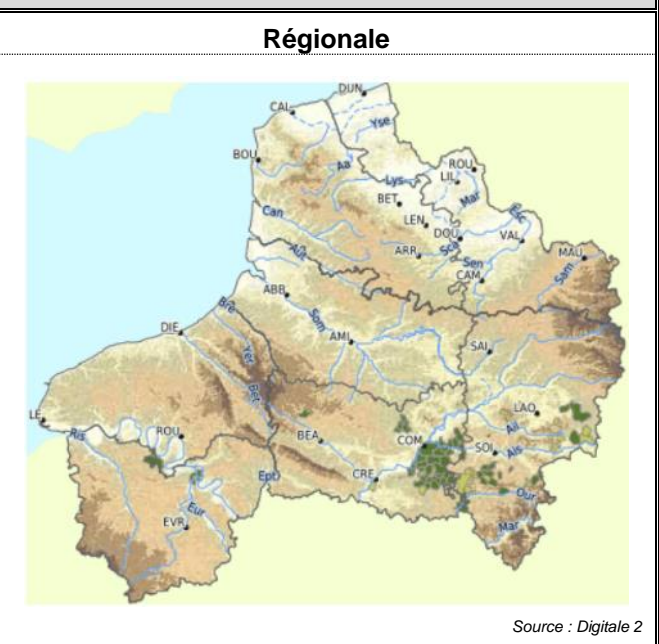 Régionale
DUN
CAL
Yse
BOU
Aa
ROU
Lys
LIL
BET
Mar
Can
LEN
Esc
DOU
VAL
ARR
Sca
Aut
Sen
MAU
CAM
Sam
ABB
Bre
Som
DIE
AMI
SAI
Yer
Bet
LE
LAO
Ris
ROU
BEA
COM
Ail
SOI
Ais
CRE
Ept
Our
Eur
EVR
Mar
Source : Digitale 2